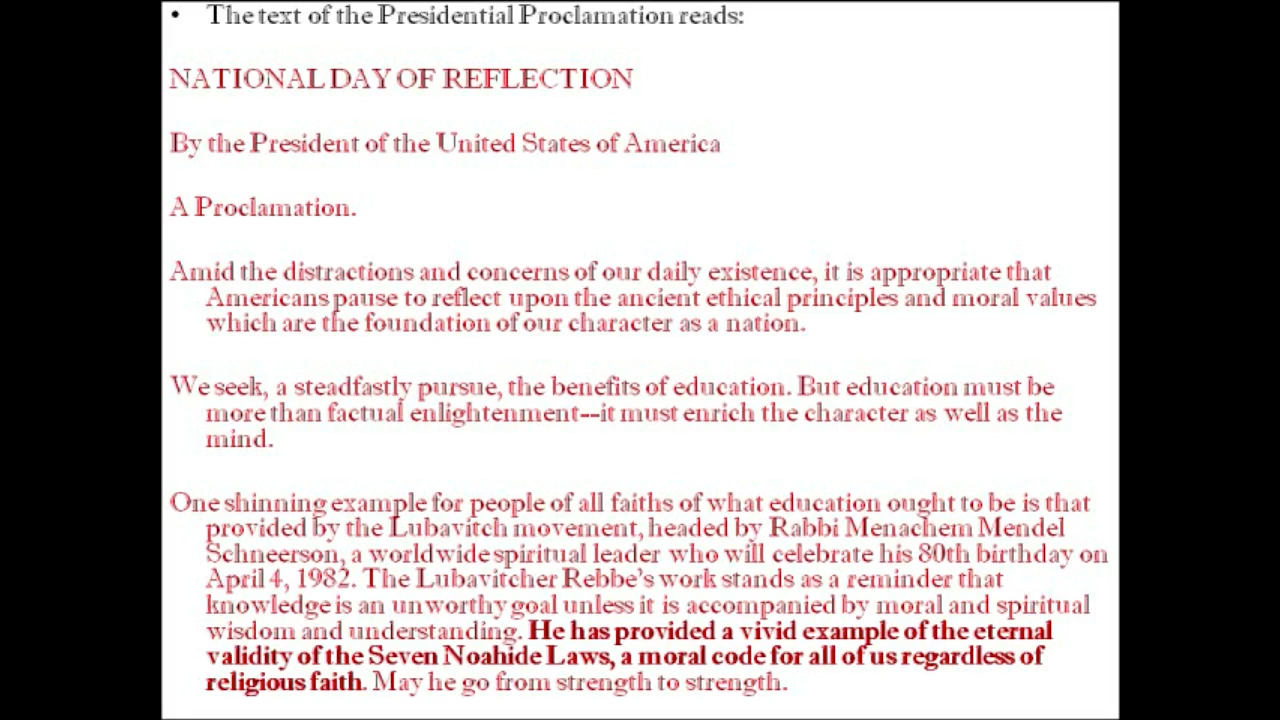 • The text of the Presidential Proclamation reads:
NATIONAL DAY OF REFLECTION
By the President of the United States of America
A Proclamation.
Amid the distractions and concerns of our daily existence, it is appropriate that
Americans pause to reflect upon the ancient ethical principles and moral values
which are the foundation of our character as a nation.
We seek, a steadfastly pursue, the benefits of education. But education must be
more than factual enlightenment--it must enrich the character as well as the
mind.
One shinning example for people of all faiths of what education ought to be is that
provided by the Lubavitch movement, headed by Rabbi Menachem Mendel
Schneerson, a worldwide spiritual leader who will celebrate his 80th birthday on
April 4, 1982. The Lubavitcher Rebbe's work stands as a reminder that
knowledge is an unworthy goal unless it is accompanied by moral and spiritual
wisdom and understanding. He has provided a vivid example of the eternal
validity of the Seven Noahide Laws, a moral code for all of us regardless of
religious faith. May he go from strength to strength.